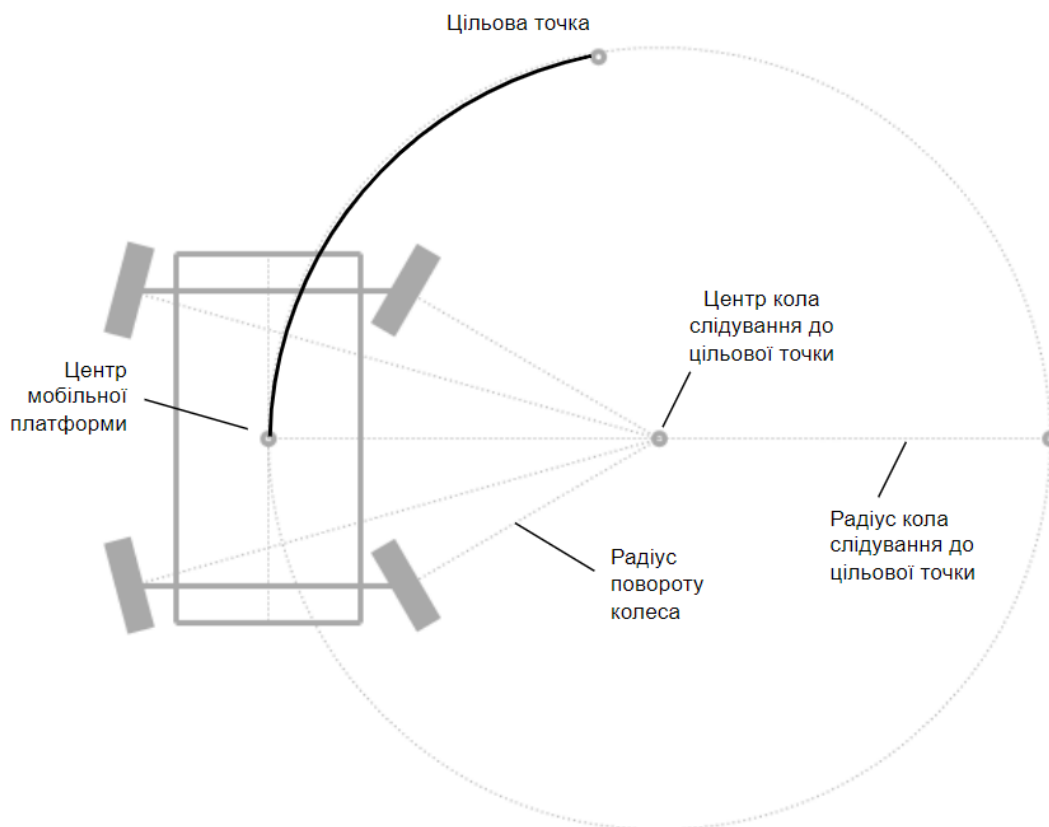 Цільова точка
Центр кола
слідування до
цільової точки
Центр
мобільної
платформи
Радіус кола
слідування до
цільової точки
Радіус
повороту
колеса